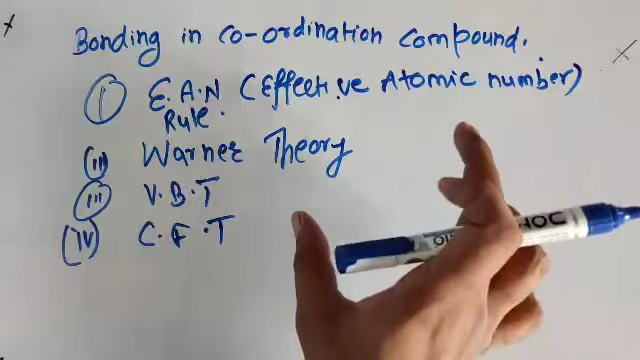 Bonding in co-ordination compound.
(I) E.A.N (Effective Atomic number)
Rule.
(II) Warner Theory
(III) V.B.T
(IV) C.F.T